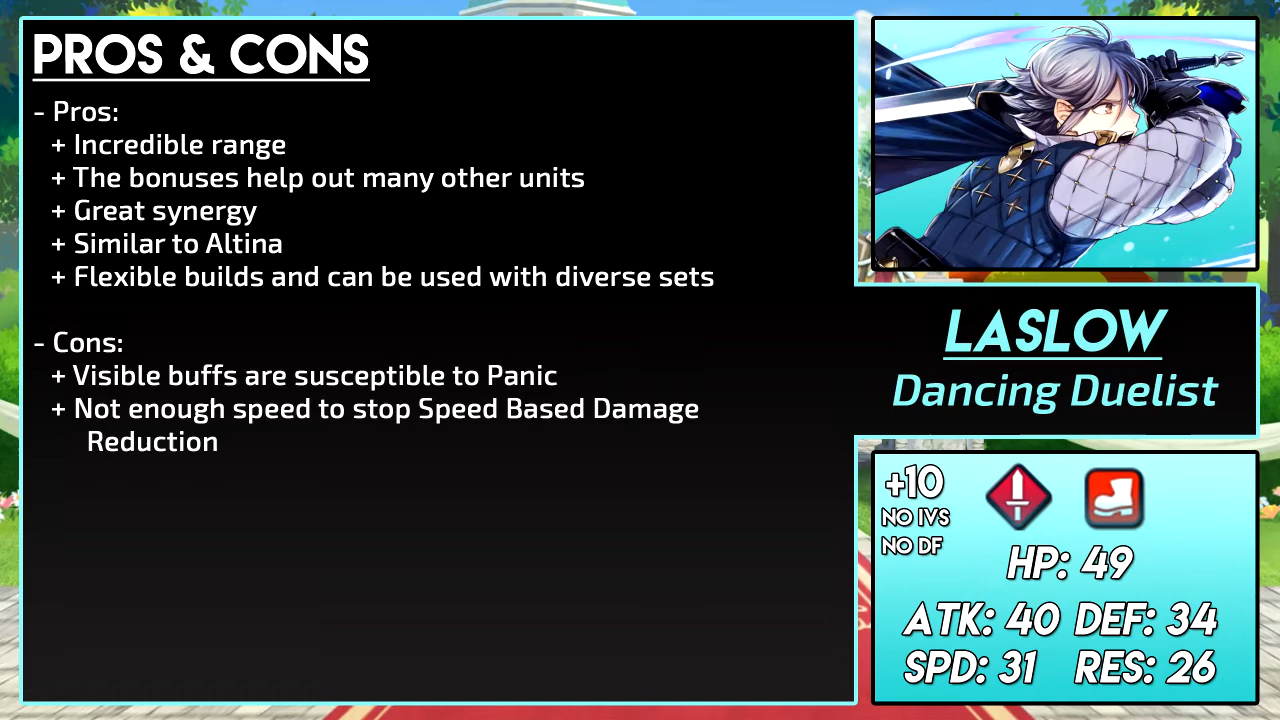 PROS & CONS
- Pros:
+ Incredible range
+ The bonuses help out many other units
+ Great synergy
+ Similar to Altina
+ Flexible builds and can be used with diverse sets
- Cons:
+ Visible buffs are susceptible to Panic
+ Not enough speed to stop Speed Based Damage
Reduction
LASLOW
Dancing Duelist
+10
NO IVS
NO DF
HP: 49
ATK: 40 DEF: 34
SPD: 31 RES: 26